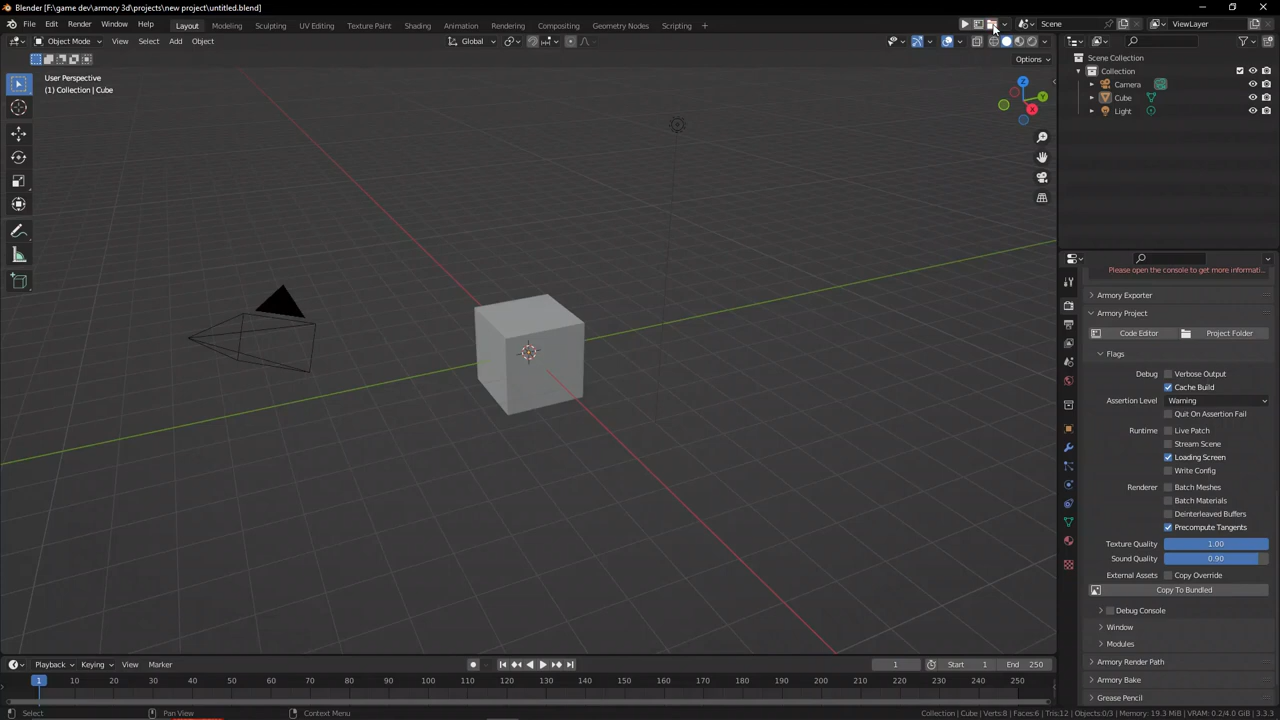 Blender [F:\game dev\armory 3d\projects\new project\untitled.blend]
File Edit Render Window Help Layout Modeling Sculpting UV Editing Texture Paint Shading Animation Rendering Compositing Geometry Nodes Scripting + Scene ViewLayer
Object Mode View Select Add Object Global
Options
User Perspective
(1) Collection | Cube
Z
Y
X
Scene Collection
Collection
Camera
Cube
Light
Please open the console to get more informati...
Armory Exporter
Armory Project
Code Editor Project Folder
Flags
Debug Verbose Output
Cache Build
Assertion Level Warning
Quit On Assertion Fail
Runtime Live Patch
Stream Scene
Loading Screen
Write Config
Renderer Batch Meshes
Batch Materials
Deinterleaved Buffers
Precompute Tangents
Texture Quality 1.00
Sound Quality 0.90
External Assets Copy Override
Copy To Bundled
Debug Console
Window
Modules
Armory Render Path
Armory Bake
Grease Pencil
Playback Keying View Marker 1 Start 1 End 250
1 10 20 30 40 50 60 70 80 90 100 110 120 130 140 150 160 170 180 190 200 210 220 230 240 250
Select Pan View Context Menu Collection | Cube | Verts:8 | Faces:6 | Tris:12 | Objects:0/3 | Memory: 19.3 MiB | VRAM: 0.2/4.0 GiB | 3.3.3